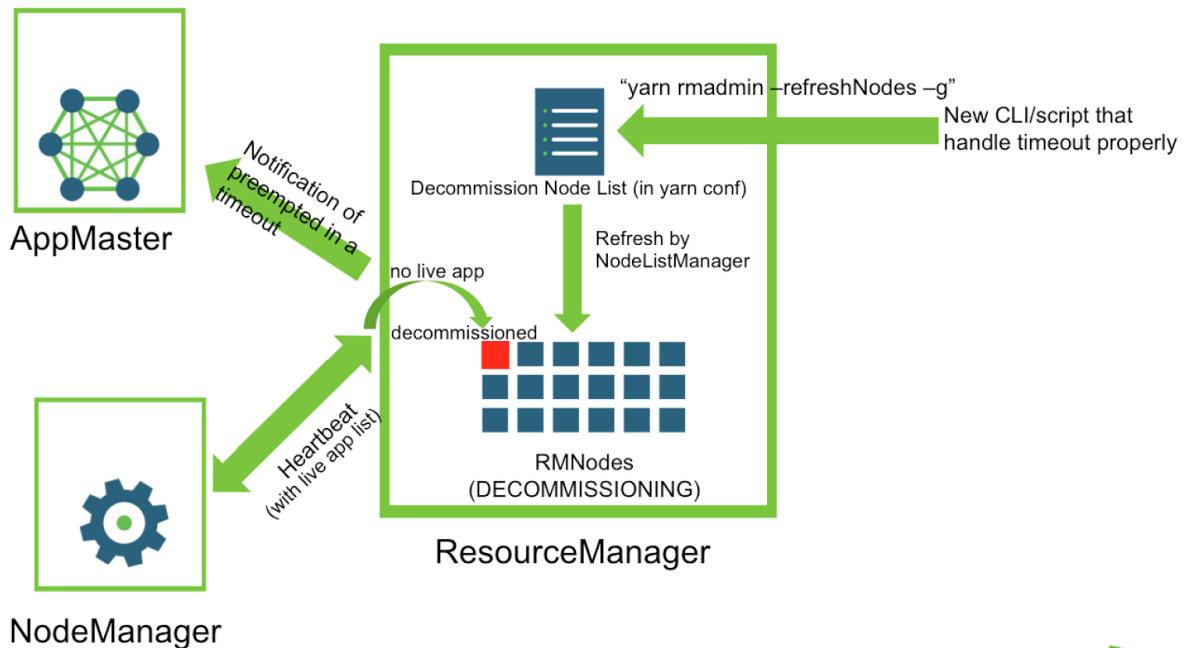 “yarn rmadmin –refreshNodes –g”
New CLI/script that
handle timeout properly
Decommission Node List (in yarn conf)
Notification of
preempted in a
timeout
AppMaster
Refresh by
NodeListManager
no live app
decommissioned
Heartbeat
(with live app list)
RMNodes
(DECOMMISSIONING)
ResourceManager
NodeManager